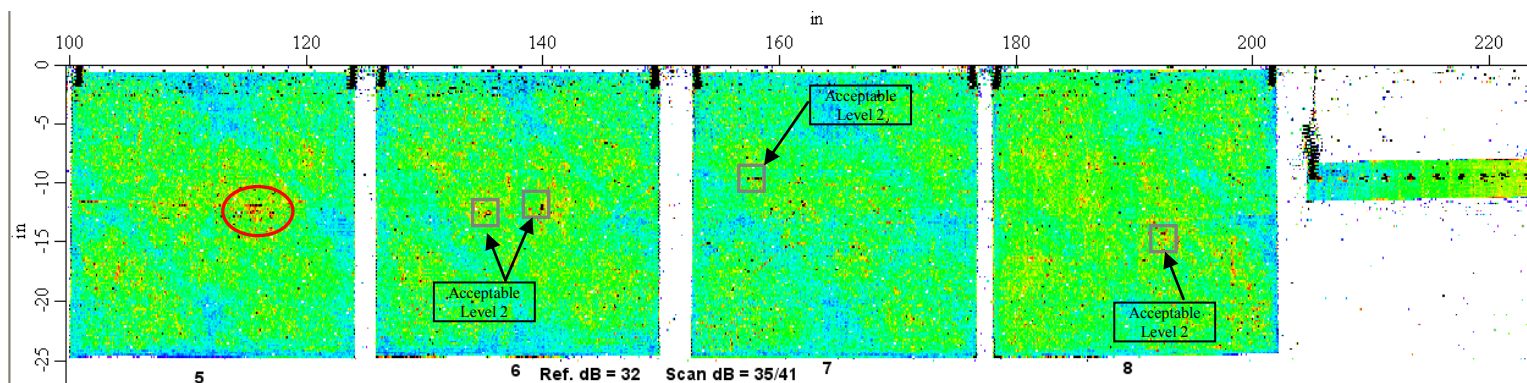 in
100 120 140 160 180 200 220
0
-5
-10
-15
-20
-25
in
Acceptable
Level 2
Acceptable
Level 2
Acceptable
Level 2
5 6 Ref. dB = 32 Scan dB = 35/41 7 8